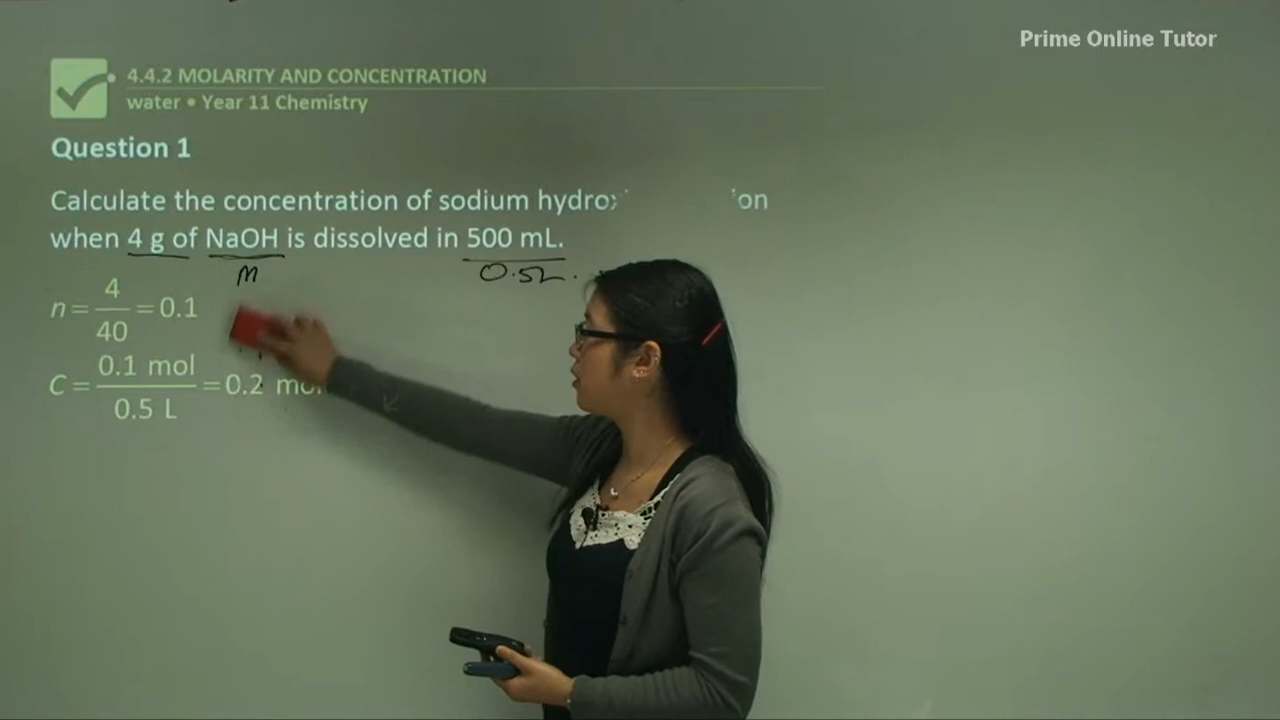 Prime Online Tutor
4.4.2 MOLARITY AND CONCENTRATION
water • Year 11 Chemistry
Question 1
Calculate the concentration of sodium
when 4 g of NaOH is dissolved in 500 mL.
M 0.5L
n = 4/40 = 0.1
C = 0.1 mol/0.5 L = 0.2